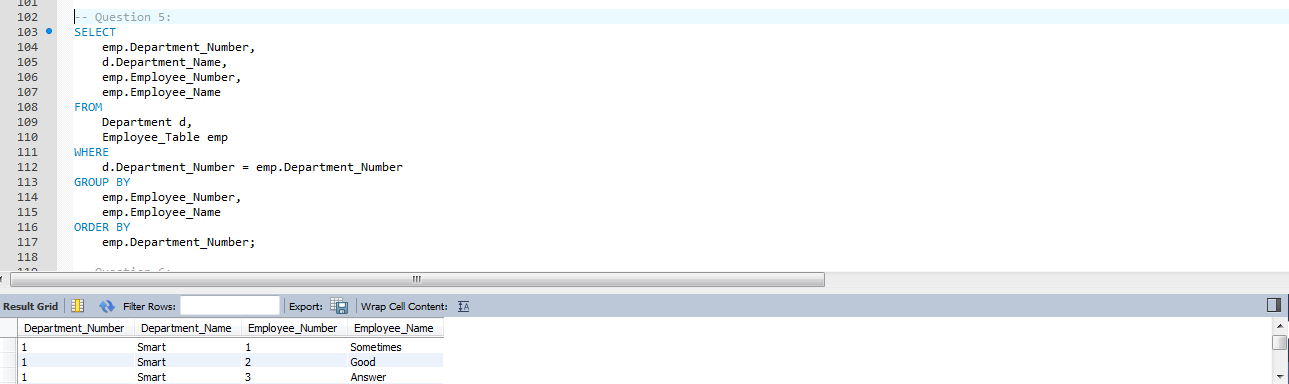 101
102 -- Question 5:
103 SELECT
104 emp.Department_Number,
105 d.Department_Name,
106 emp.Employee_Number,
107 emp.Employee_Name
108 FROM
109 Department d,
110 Employee_Table emp
111 WHERE
112 d.Department_Number = emp.Department_Number
113 GROUP BY
114 emp.Employee_Number,
115 emp.Employee_Name
116 ORDER BY
117 emp.Department_Number;
118
119 -- Question 6:
Result Grid Filter Rows: Export: Wrap Cell Content:
Department_Number Department_Name Employee_Number Employee_Name
1 Smart 1 Sometimes
1 Smart 2 Good
1 Smart 3 Answer